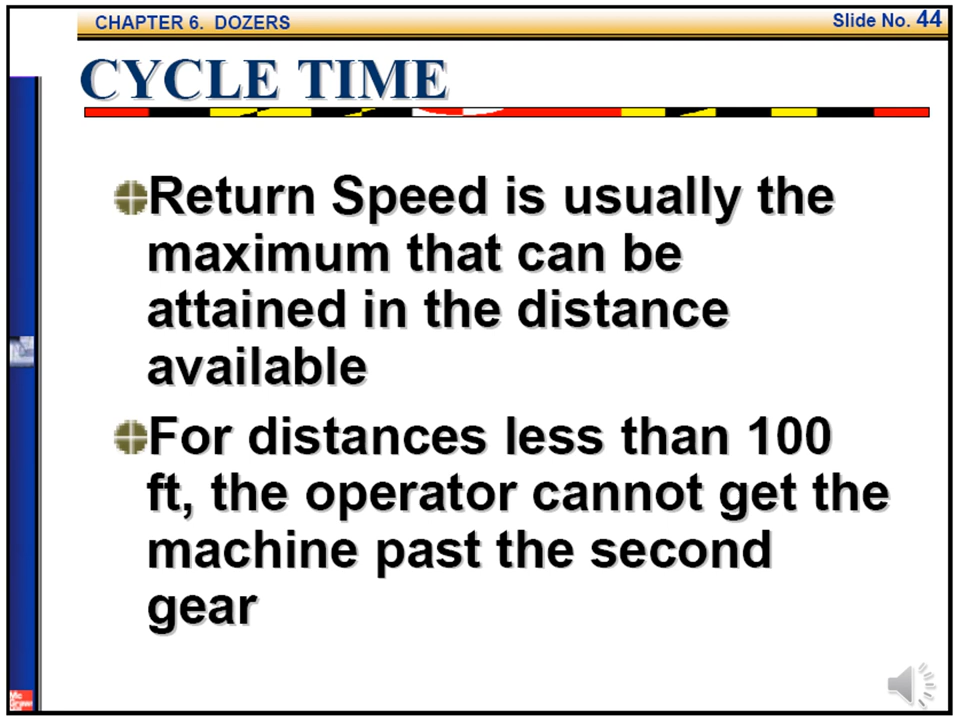 CHAPTER 6. DOZERS
Slide No. 44
CYCLE TIME
Return Speed is usually the
maximum that can be
attained in the distance
available
For distances less than 100
ft, the operator cannot get the
machine past the second
gear